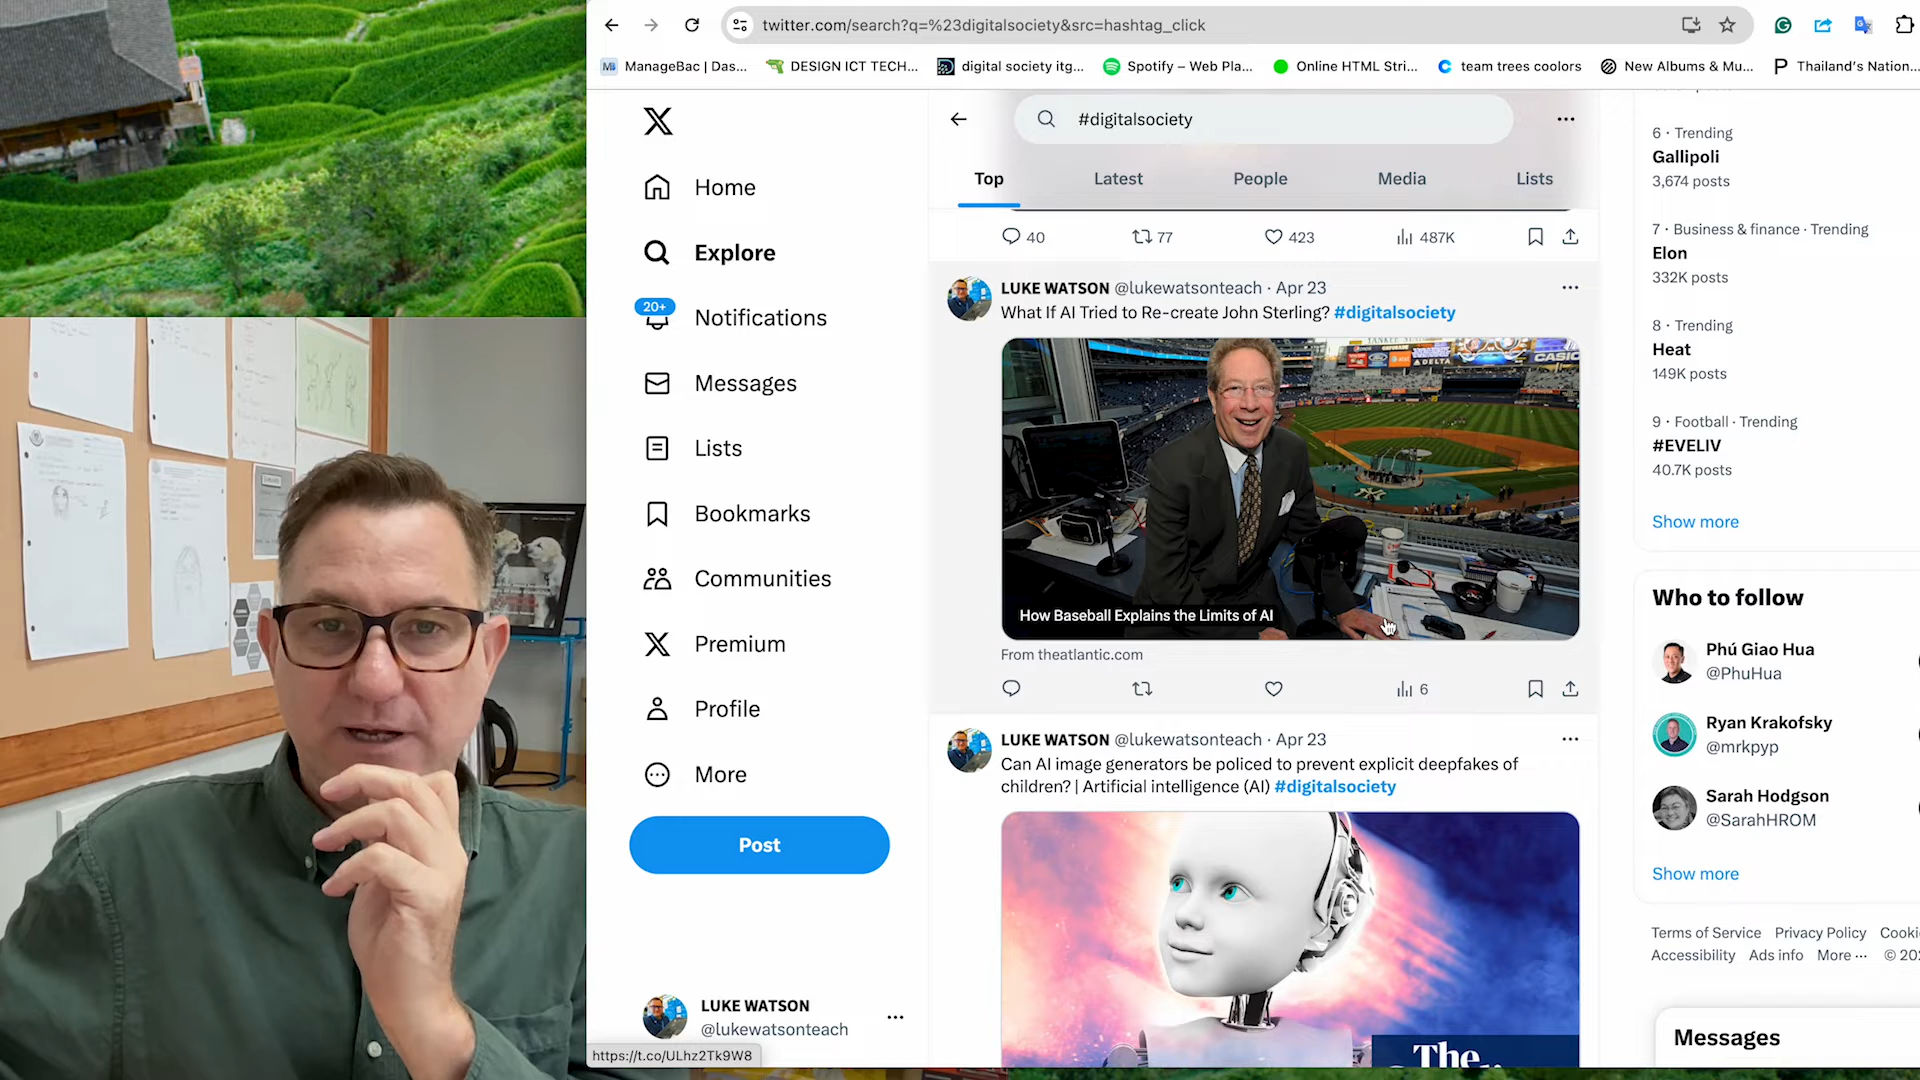 twitter.com/search?q=%23digitalsociety&src=hashtag_click
ManageBac | Das...
DESIGN ICT TECH...
digital society itg...
Spotify – Web Pla...
Online HTML Stri...
team trees coolors
New Albums & Mu...
Thailand's Nation...
Home
Explore
20+
Notifications
Messages
Lists
Bookmarks
Communities
Premium
Profile
More
Post
LUKE WATSON
@lukewatsonteach
https://t.co/ULhz2Tk9W8
#digitalsociety
Top
Latest
People
Media
Lists
40
77
423
487K
LUKE WATSON @lukewatsonteach · Apr 23
What If AI Tried to Re-create John Sterling? #digitalsociety
How Baseball Explains the Limits of AI
From theatlantic.com
6
LUKE WATSON @lukewatsonteach · Apr 23
Can AI image generators be policed to prevent explicit deepfakes of
children? | Artificial intelligence (AI) #digitalsociety
The
6 · Trending
Gallipoli
3,674 posts
7 · Business & finance · Trending
Elon
332K posts
8 · Trending
Heat
149K posts
9 · Football · Trending
#EVELIV
40.7K posts
Show more
Who to follow
Phú Giao Hua
@PhuHua
Ryan Krakofsky
@mrkpyp
Sarah Hodgson
@SarahHROM
Show more
Terms of Service Privacy Policy Cooki
Accessibility Ads info More ··· © 202
Messages